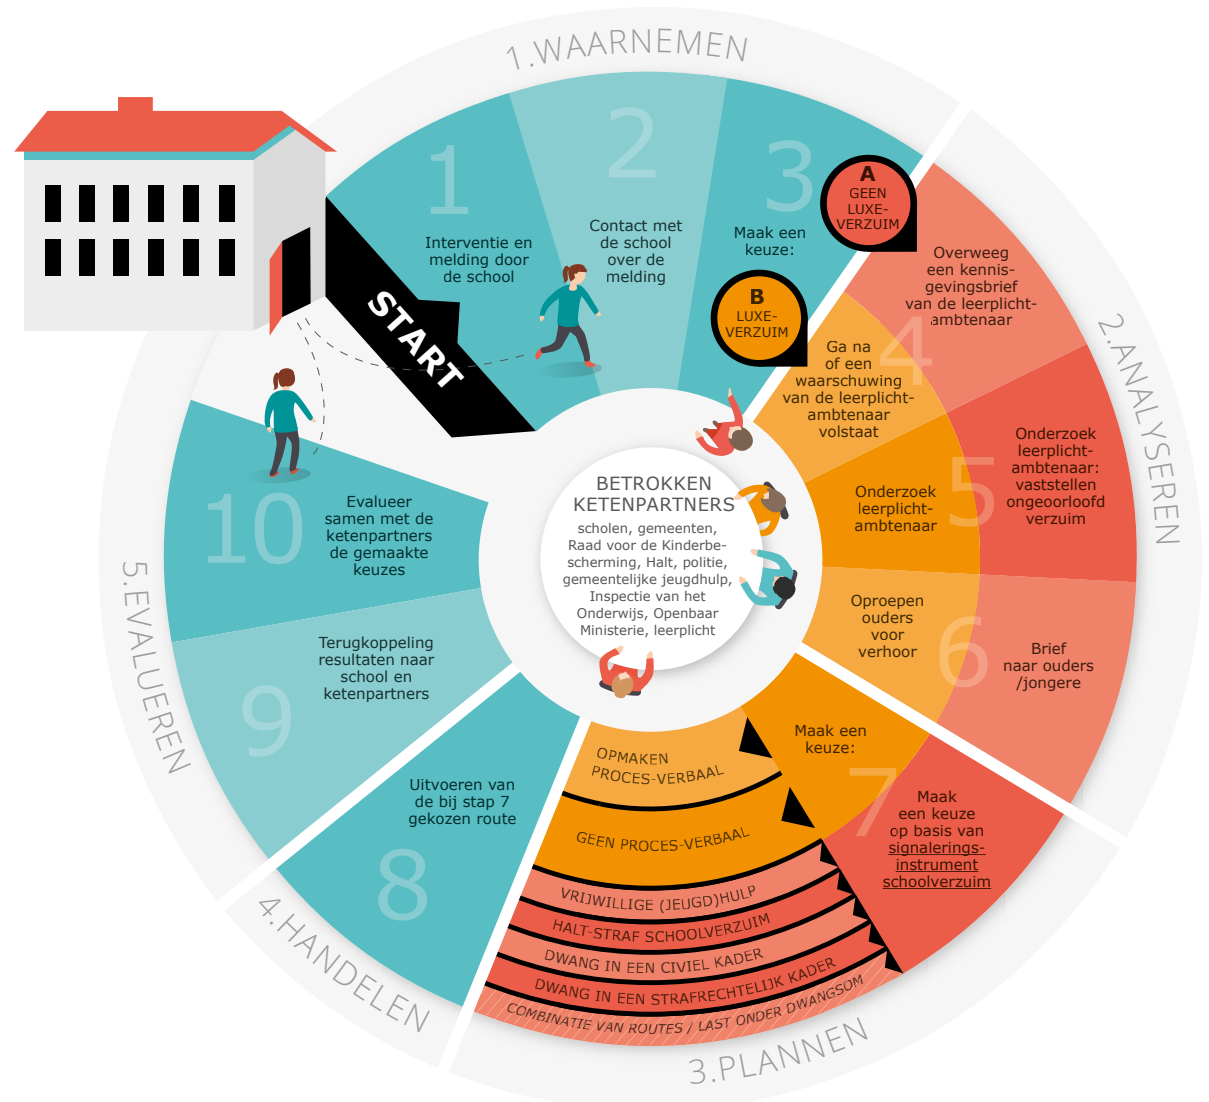 1.WAARNEMEN
1
Interventie en
melding door
de school
2
Contact met
de school
over de
melding
3
Maak een
keuze:
A
GEEN
LUXE-
VERZUIM
B
LUXE-
VERZUIM
START
2.ANALYSEREN
4
Overweeg
een kennis-
gevingsbrief
van de leerplicht-
ambtenaar
Ga na
of een
waarschuwing
van de leerplicht-
ambtenaar
volstaat
5
Onderzoek
leerplicht-
ambtenaar:
vaststellen
ongeoorloofd
verzuim
Onderzoek
leerplicht-
ambtenaar
6
Oproepen
ouders
voor
verhoor
Brief
naar ouders
/jongere
3.PLANNEN
7
Maak een
keuze:
Maak
een keuze
op basis van
signalerings-
instrument
schoolverzuim
OPMAKEN
PROCES-VERBAAL
GEEN PROCES-VERBAAL
VRIJWILLIGE (JEUGD)HULP
HALT-STRAF SCHOOLVERZUIM
DWANG IN EEN CIVIEL KADER
DWANG IN EEN STRAFRECHTELIJK KADER
COMBINATIE VAN ROUTES / LAST ONDER DWANGSOM
4.HANDELEN
8
Uitvoeren van
de bij stap 7
gekozen route
5.EVALUEREN
9
Terugkoppeling
resultaten naar
school en
ketenpartners
10
Evalueer
samen met de
ketenpartners
de gemaakte
keuzes
BETROKKEN
KETENPARTNERS
scholen, gemeenten,
Raad voor de Kinderbe-
scherming, Halt, politie,
gemeentelijke jeugdhulp,
Inspectie van het
Onderwijs, Openbaar
Ministerie, leerplicht